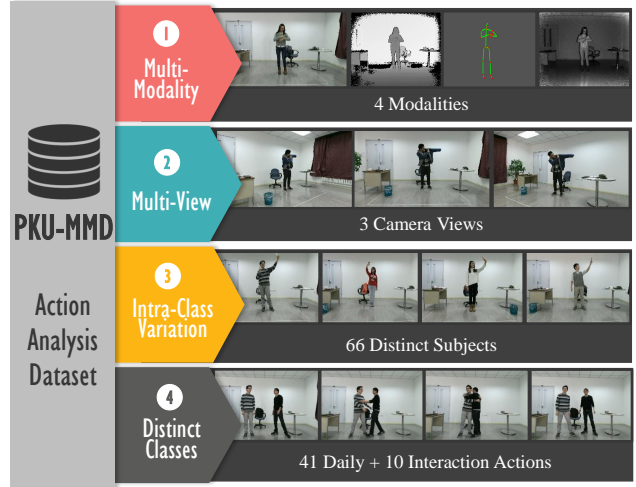 PKU-MMD
Action
Analysis
Dataset
1
Multi-
Modality
4 Modalities
2
Multi-View
3 Camera Views
3
Intra-Class
Variation
66 Distinct Subjects
4
Distinct
Classes
41 Daily + 10 Interaction Actions